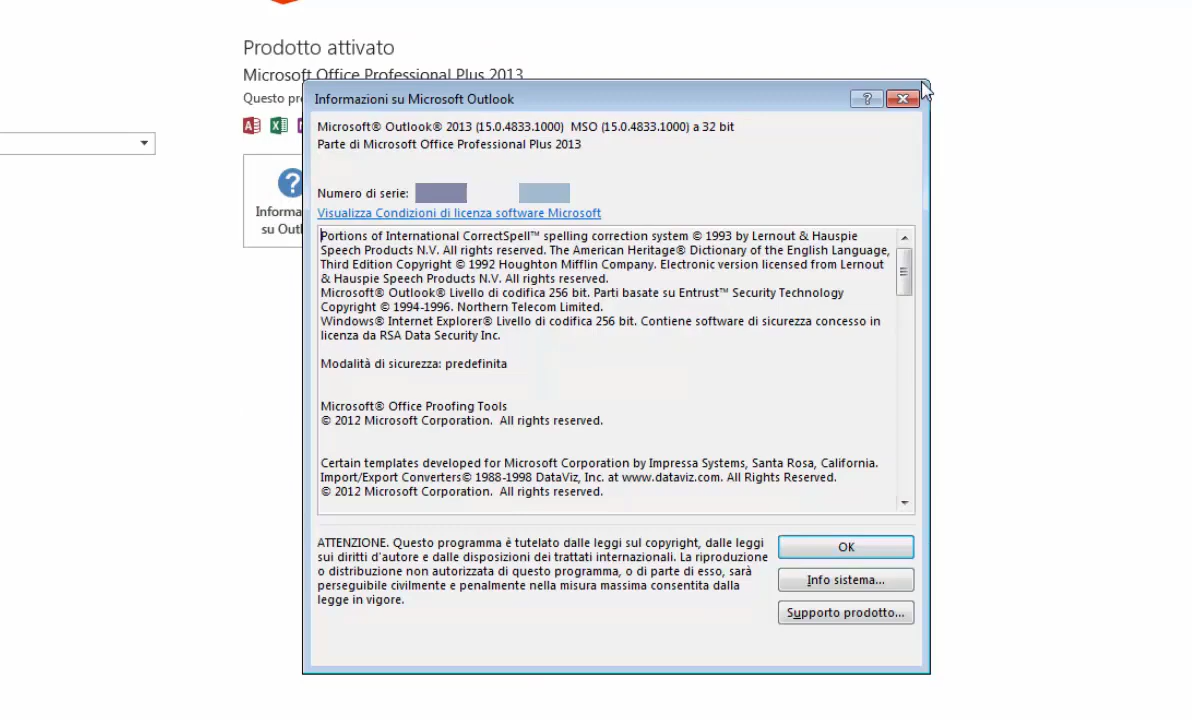 Prodotto attivato
Microsoft Office Professional Plus 2013
Questo
Informazioni su Microsoft Outlook
Microsoft® Outlook® 2013 (15.0.4833.1000)  MSO (15.0.4833.1000) a 32 bit
Parte di Microsoft Office Professional Plus 2013
Numero di serie:
Visualizza Condizioni di licenza software Microsoft
Portions of International CorrectSpell™ spelling correction system © 1993 by Lernout & Hauspie
Speech Products N.V. All rights reserved. The American Heritage® Dictionary of the English Language,
Third Edition Copyright © 1992 Houghton Mifflin Company. Electronic version licensed from Lernout
& Hauspie Speech Products N.V. All rights reserved.
Microsoft® Outlook® Livello di codifica 256 bit. Parti basate su Entrust™ Security Technology
Copyright © 1994-1996. Northern Telecom Limited.
Windows® Internet Explorer® Livello di codifica 256 bit. Contiene software di sicurezza concesso in
licenza da RSA Data Security Inc.
Modalità di sicurezza: predefinita
Microsoft® Office Proofing Tools
© 2012 Microsoft Corporation.  All rights reserved.
Certain templates developed for Microsoft Corporation by Impressa Systems, Santa Rosa, California.
Import/Export Converters© 1988-1998 DataViz, Inc. at www.dataviz.com. All Rights Reserved.
© 2012 Microsoft Corporation.  All rights reserved.
ATTENZIONE. Questo programma è tutelato dalle leggi sul copyright, dalle leggi
sui diritti d'autore e dalle disposizioni dei trattati internazionali. La riproduzione
o distribuzione non autorizzata di questo programma, o di parte di esso, sarà
perseguibile civilmente e penalmente nella misura massima consentita dalla
legge in vigore.
OK
Info sistema...
Supporto prodotto...